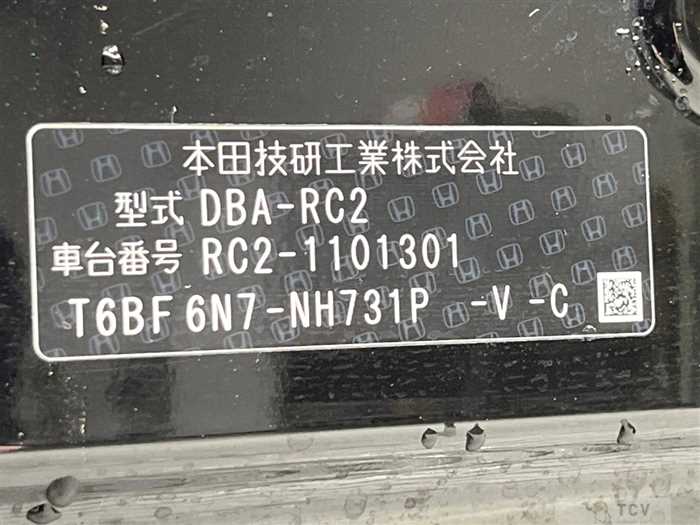 本田技研工業株式会社
型式 DBA-RC2
車台番号 RC2-1101301
T6BF 6N7-NH731P -V -C
TCV